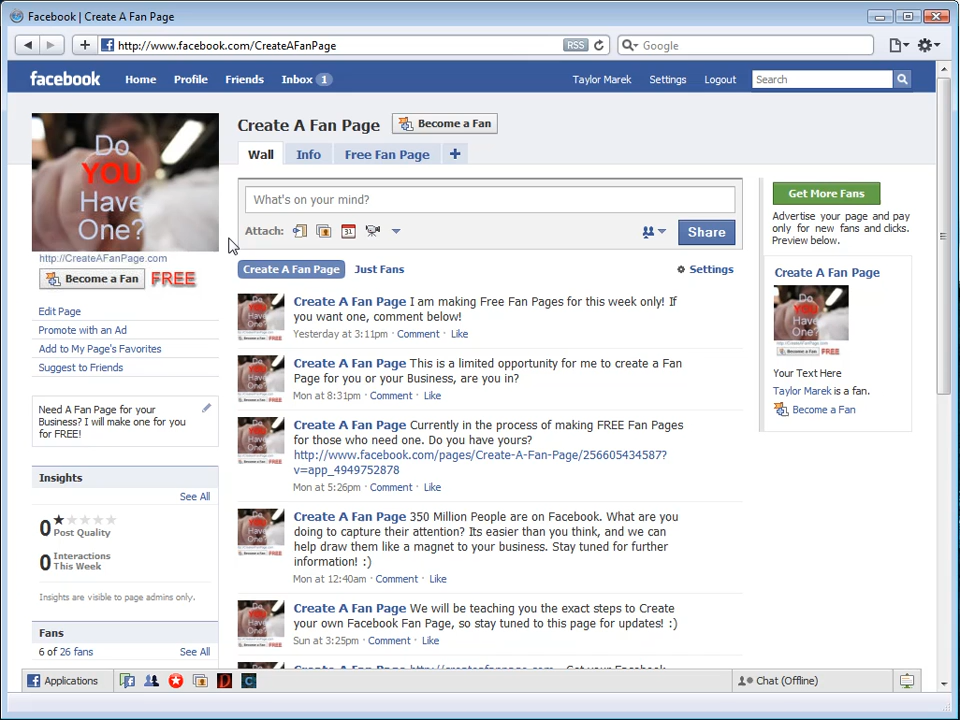 Facebook | Create A Fan Page
http://www.facebook.com/CreateAFanPage
RSS
Google
facebook
Home
Profile
Friends
Inbox 1
Taylor Marek
Settings
Logout
Search
Do
YOU
Have
One?
http://CreateAFanPage.com
Become a Fan FREE
Edit Page
Promote with an Ad
Add to My Page's Favorites
Suggest to Friends
Need A Fan Page for your
Business? I will make one for you
for FREE!
Insights
See All
0 Post Quality
0 Interactions
This Week
Insights are visible to page admins only.
Fans
6 of 26 fans See All
Create A Fan Page Become a Fan
Wall Info Free Fan Page +
What's on your mind?
Attach: 31
Share
Create A Fan Page Just Fans Settings
Create A Fan Page I am making Free Fan Pages for this week only! If
you want one, comment below!
Yesterday at 3:11pm · Comment · Like
Create A Fan Page This is a limited opportunity for me to create a Fan
Page for you or your Business, are you in?
Mon at 8:31pm · Comment · Like
Create A Fan Page Currently in the process of making FREE Fan Pages
for those who need one. Do you have yours?
http://www.facebook.com/pages/Create-A-Fan-Page/256605434587?
v=app_4949752878
Mon at 5:26pm · Comment · Like
Create A Fan Page 350 Million People are on Facebook. What are you
doing to capture their attention? Its easier than you think, and we can
help draw them like a magnet to your business. Stay tuned for further
information! :)
Mon at 12:40am · Comment · Like
Create A Fan Page We will be teaching you the exact steps to Create
your own Facebook Fan Page, so stay tuned to this page for updates! :)
Sun at 3:25pm · Comment · Like
Get More Fans
Advertise your page and pay
only for new fans and clicks.
Preview below.
Create A Fan Page
Do
YOU
Have
One?
Become a Fan FREE
Your Text Here
Taylor Marek is a fan.
Become a Fan
Applications
Chat (Offline)